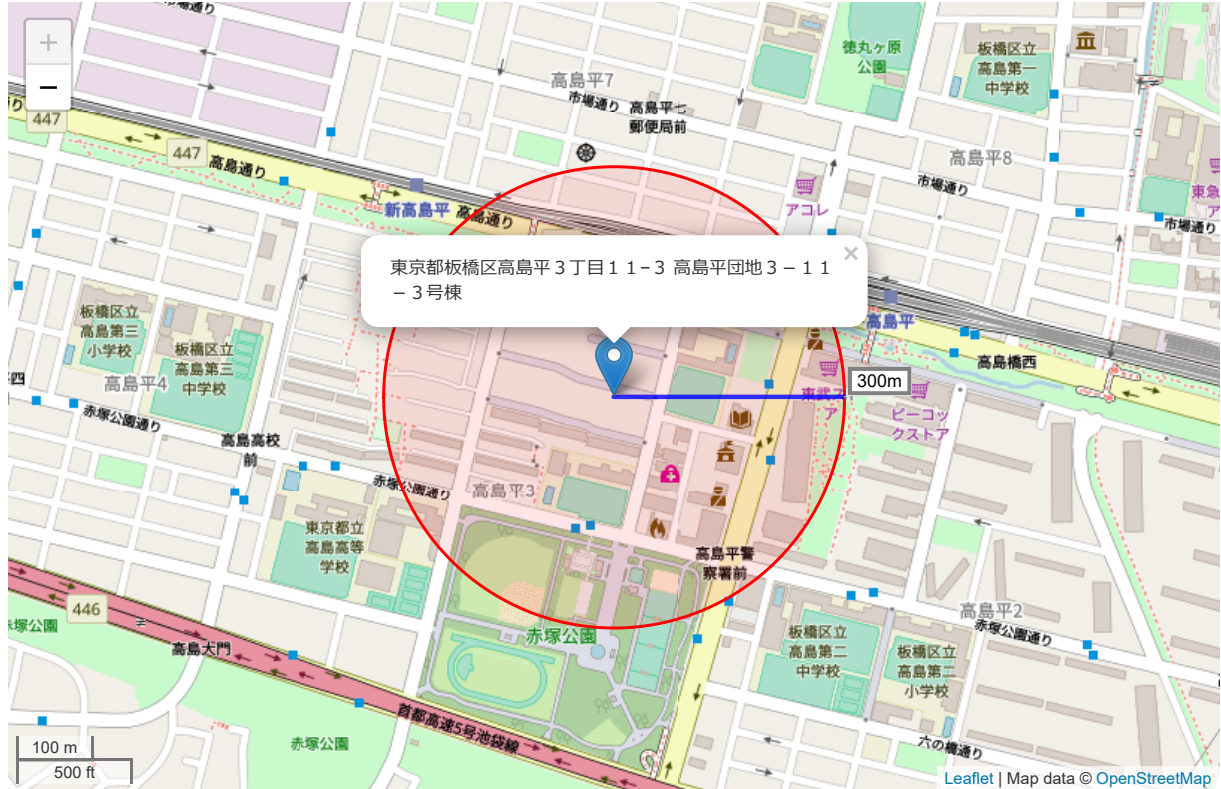 市場通り
+
−
447
447
高島通り
新高島平
高島通り
高島平7
市場通り
高島平七
郵便局前
徳丸ヶ原
公園
板橋区立
高島第一
中学校
高島平8
市場通り
アコレ
東急
ア
市場通り
東京都板橋区高島平３丁目１１−３ 高島平団地３－１１
－３号棟
×
高島平
高島橋西
板橋区立
高島第三
小学校
板橋区立
高島第三
中学校
高島平4
赤塚公園通り
高島高校
前
300m
東武ス
ア
ピーコッ
クストア
赤塚公園通り
高島平3
東京都立
高島高等
学校
高島平警
察署前
446
塚公園
高島大門
赤塚公園
高島平2
赤塚公園通り
板橋区立
高島第二
中学校
板橋区立
高島第二
小学校
首都高速5号池袋線
赤塚公園
六の橋通り
100 m
500 ft
Leaflet | Map data © OpenStreetMap